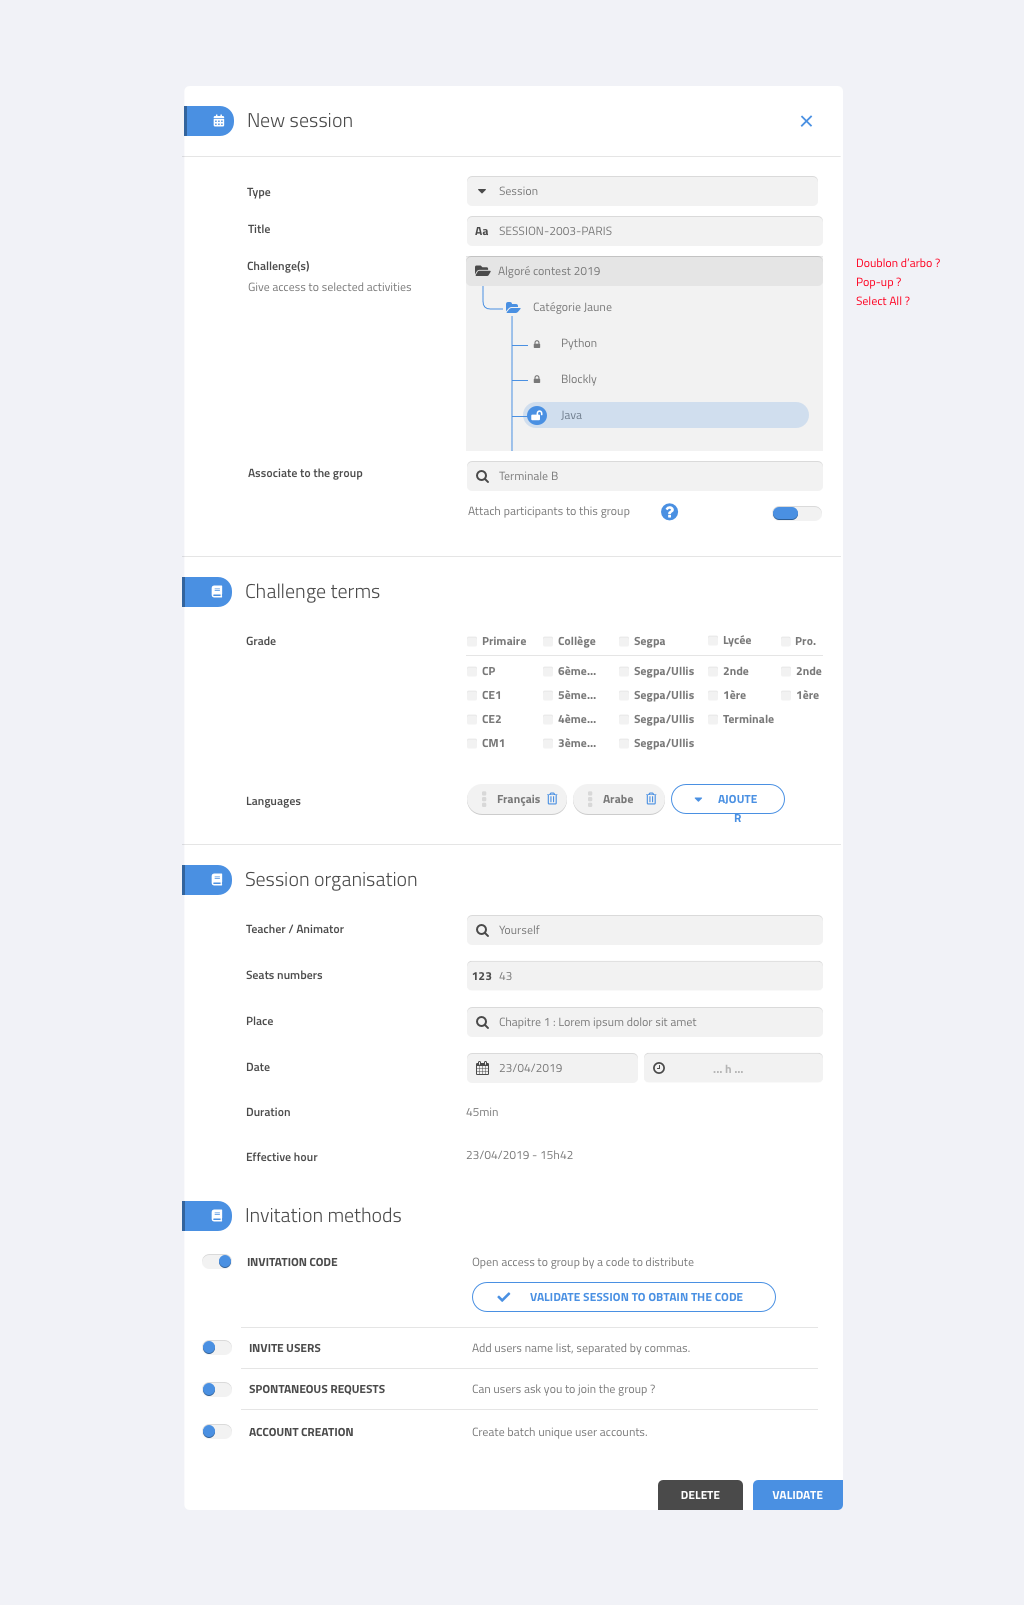 New session
Type
Session
Title
Aa SESSION-2003-PARIS
Challenge(s)
Give access to selected activities
Algoré contest 2019
Catégorie Jaune
Python
Blockly
Java
Doublon d'arbo ?
Pop-up ?
Select All ?
Associate to the group
Terminale B
Attach participants to this group ?
Challenge terms
Grade
Primaire Collège Segpa Lycée Pro.
CP 6ème... Segpa/Ullis 2nde 2nde
CE1 5ème... Segpa/Ullis 1ère 1ère
CE2 4ème... Segpa/Ullis Terminale
CM1 3ème... Segpa/Ullis
Languages
Français Arabe AJOUTE
R
Session organisation
Teacher / Animator
Yourself
Seats numbers
123 43
Place
Chapitre 1 : Lorem ipsum dolor sit amet
Date
23/04/2019 ... h ...
Duration
45min
Effective hour
23/04/2019 - 15h42
Invitation methods
INVITATION CODE
Open access to group by a code to distribute
VALIDATE SESSION TO OBTAIN THE CODE
INVITE USERS
Add users name list, separated by commas.
SPONTANEOUS REQUESTS
Can users ask you to join the group ?
ACCOUNT CREATION
Create batch unique user accounts.
DELETE VALIDATE